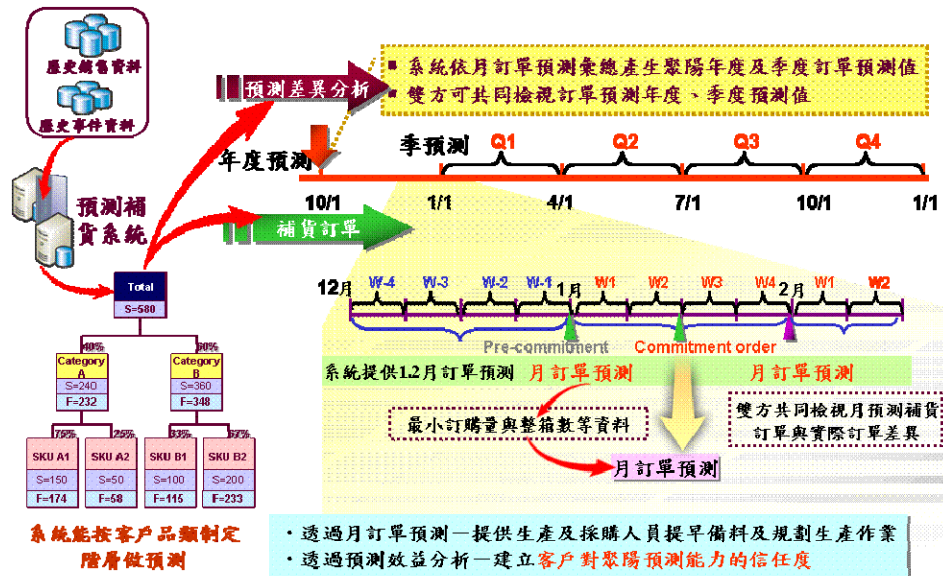 歷史銷售資料
歷史事件資料
預測補
貨系統
預測差異分析
▪ 系統依月訂單預測彙總產生聚陽年度及季度訂單預測值
▪ 雙方可共同檢視訂單預測年度、季度預測值
年度預測
季預測
Q1 Q2 Q3 Q4
10/1 1/1 4/1 7/1 10/1 1/1
補貨訂單
12月 W-4 W-3 W-2 W-1 1月 W1 W2 W3 W4 2月 W1 W2
Pre-commitment Commitment order
系統提供1.2月訂單預測 月訂單預測 月訂單預測
最小訂購量與整箱數等資料
雙方共同檢視月預測補貨
訂單與實際訂單差異
月訂單預測
Total
S=580
40% 60%
Category
A
S=240
F=232
Category
B
S=360
F=348
75% 25% 33% 67%
SKU A1 SKU A2 SKU B1 SKU B2
S=150 S=50 S=100 S=200
F=174 F=58 F=115 F=233
系統能按客戶品類制定
階層做預測
‧透過月訂單預測－提供生產及採購人員提早備料及規劃生產作業
‧透過預測效益分析－建立客戶對聚陽預測能力的信任度